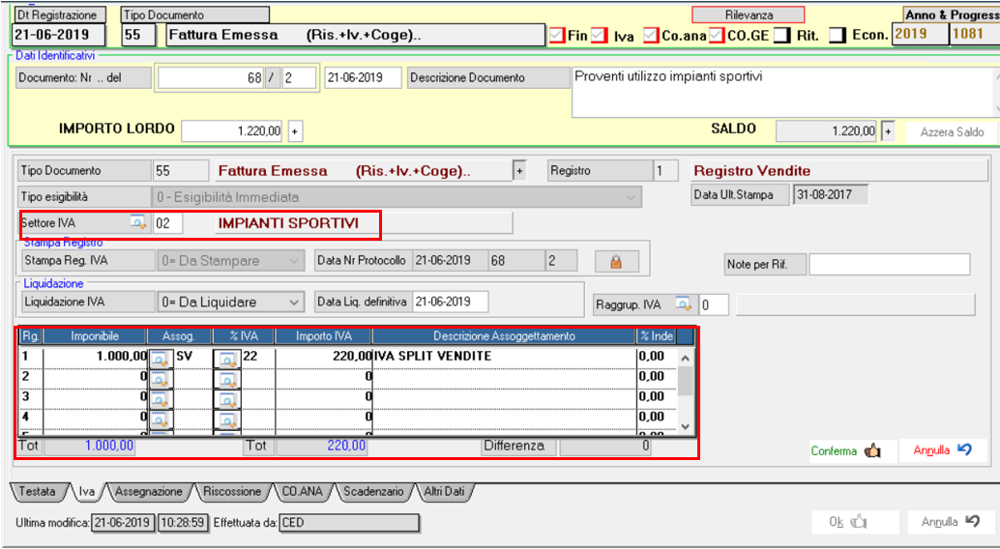 Dt Registrazione Tipo Documento Rilevanza Anno & Progress
21-06-2019 55 Fattura Emessa (Ris.+Iv.+Coge).. Fin Iva Co.ana CO.GE Rit. Econ. 2019 1081
Dati Identificativi
Documento: Nr .. del 68 / 2 21-06-2019 Descrizione Documento Proventi utilizzo impianti sportivi
IMPORTO LORDO 1.220,00 + SALDO 1.220,00 + Azzera Saldo
Tipo Documento 55 Fattura Emessa (Ris.+Iv.+Coge).. + Registro 1 Registro Vendite
Tipo esigibilità 0 - Esigibilità Immediata Data Ult.Stampa 31-08-2017
Settore IVA 02 IMPIANTI SPORTIVI
Stampa Registro
Stampa Reg. IVA 0= Da Stampare Data Nr Protocollo 21-06-2019 68 2 Note per Rif.
Liquidazione
Liquidazione IVA 0= Da Liquidare Data Liq. definitiva 21-06-2019 Raggrup. IVA 0
Rg. Imponibile Assog. % IVA Importo IVA Descrizione Assoggettamento % Inde
1 1.000,00 SV 22 220,00 IVA SPLIT VENDITE 0,00
2 0 0 0,00
3 0 0 0,00
4 0 0 0,00
Tot 1.000,00 Tot 220,00 Differenza 0 Conferma Annulla
Testata Iva Assegnazione Riscossione CO.ANA Scadenzario Altri Dati
Ultima modifica: 21-06-2019 10:28:59 Effettuata da: CED Ok Annulla